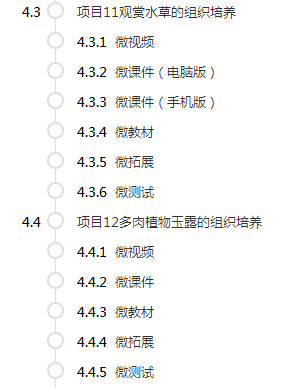 4.3 项目11观赏水草的组织培养
4.3.1 微视频
4.3.2 微课件（电脑版）
4.3.3 微课件（手机版）
4.3.4 微教材
4.3.5 微拓展
4.3.6 微测试
4.4 项目12多肉植物玉露的组织培养
4.4.1 微视频
4.4.2 微课件
4.4.3 微教材
4.4.4 微拓展
4.4.5 微测试